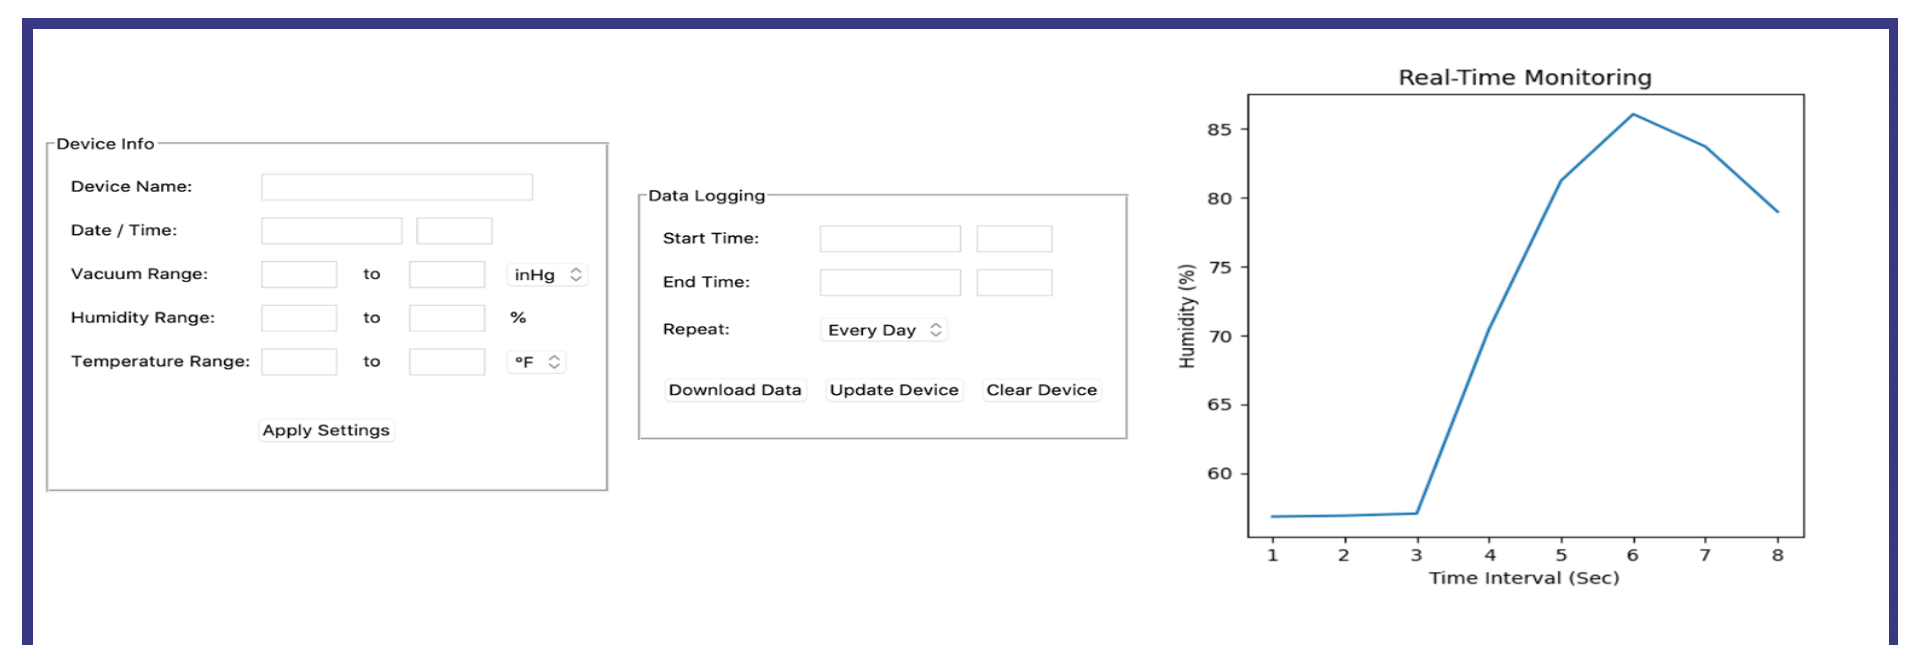 Device Info
Device Name:
Date / Time:
Vacuum Range: to inHg
Humidity Range: to %
Temperature Range: to °F
Apply Settings
Data Logging
Start Time:
End Time:
Repeat: Every Day
Download Data Update Device Clear Device
Real-Time Monitoring
Humidity (%)
85
80
75
70
65
60
1 2 3 4 5 6 7 8
Time Interval (Sec)